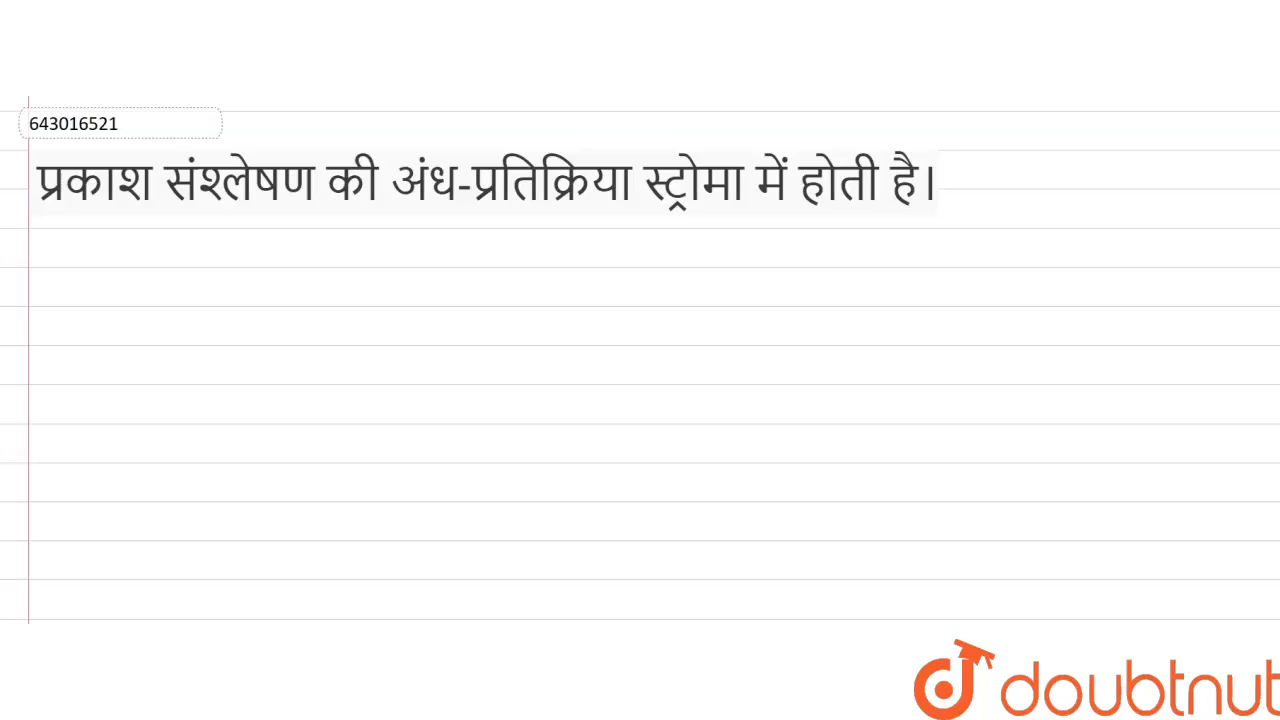 643016521
प्रकाश संश्लेषण की अंध-प्रतिक्रिया स्ट्रोमा में होती है।
doubtnut